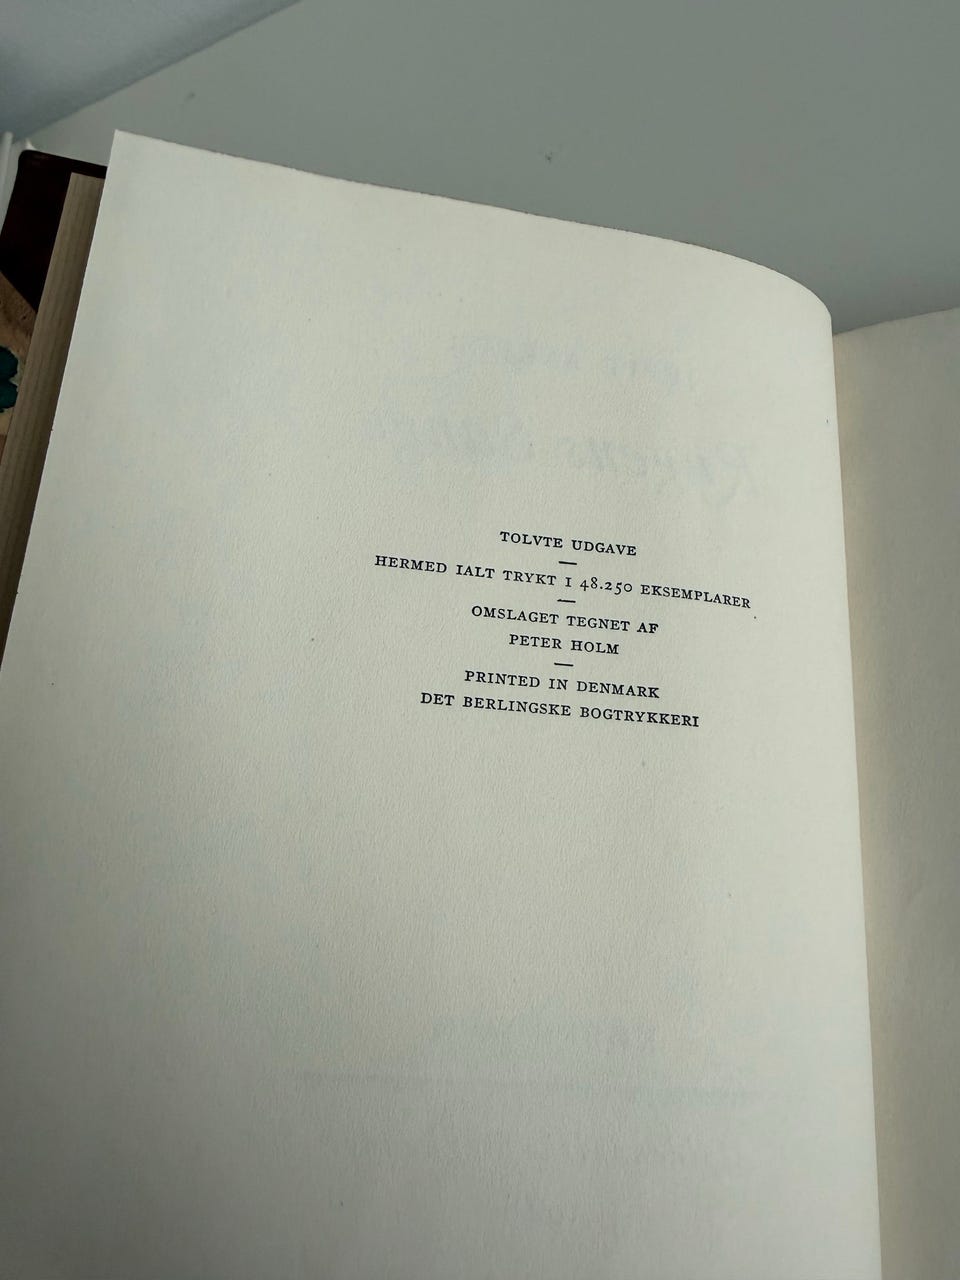 TOLVTE UDGAVE
HERMED IALT TRYKT I 48.250 EKSEMPLARER
OMSLAGET TEGNET AF
PETER HOLM
PRINTED IN DENMARK
DET BERLINGSKE BOGTRYKKERI